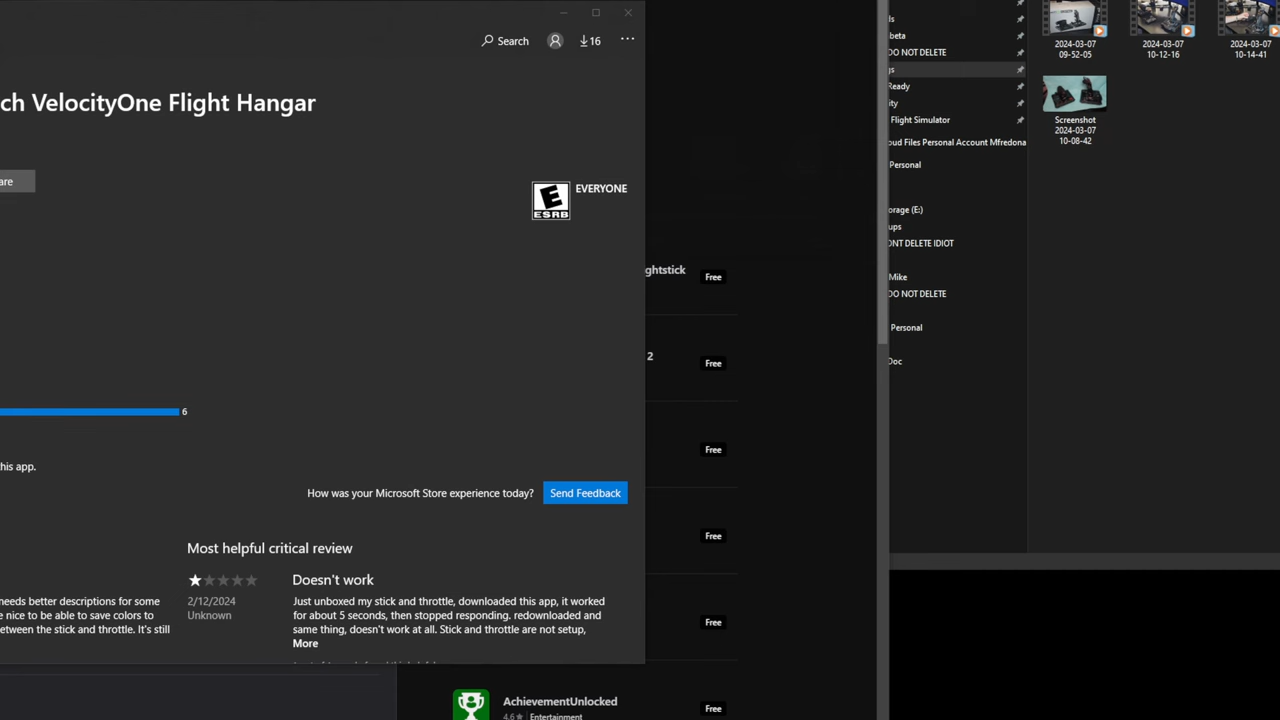 Search
16
ch VelocityOne Flight Hangar
are
E
ESRB
EVERYONE
6
his app.
How was your Microsoft Store experience today?
Send Feedback
Most helpful critical review
Doesn't work
2/12/2024
Unknown
needs better descriptions for some
e nice to be able to save colors to
etween the stick and throttle. It's still
Just unboxed my stick and throttle, downloaded this app, it worked
for about 5 seconds, then stopped responding. redownloaded and
same thing, doesn't work at all. Stick and throttle are not setup,
More
ghtstick
Free
2
Free
Free
Free
Free
AchievementUnlocked
4.6★ Entertainment
Free
ls
beta
DO NOT DELETE
gs
Ready
ity
Flight Simulator
oud Files Personal Account Mfredona
Personal
orage (E:)
ups
ONT DELETE IDIOT
Mike
DO NOT DELETE
Personal
Doc
2024-03-07
09-52-05
2024-03-07
10-12-16
2024-03-07
10-14-41
Screenshot
2024-03-07
10-08-42